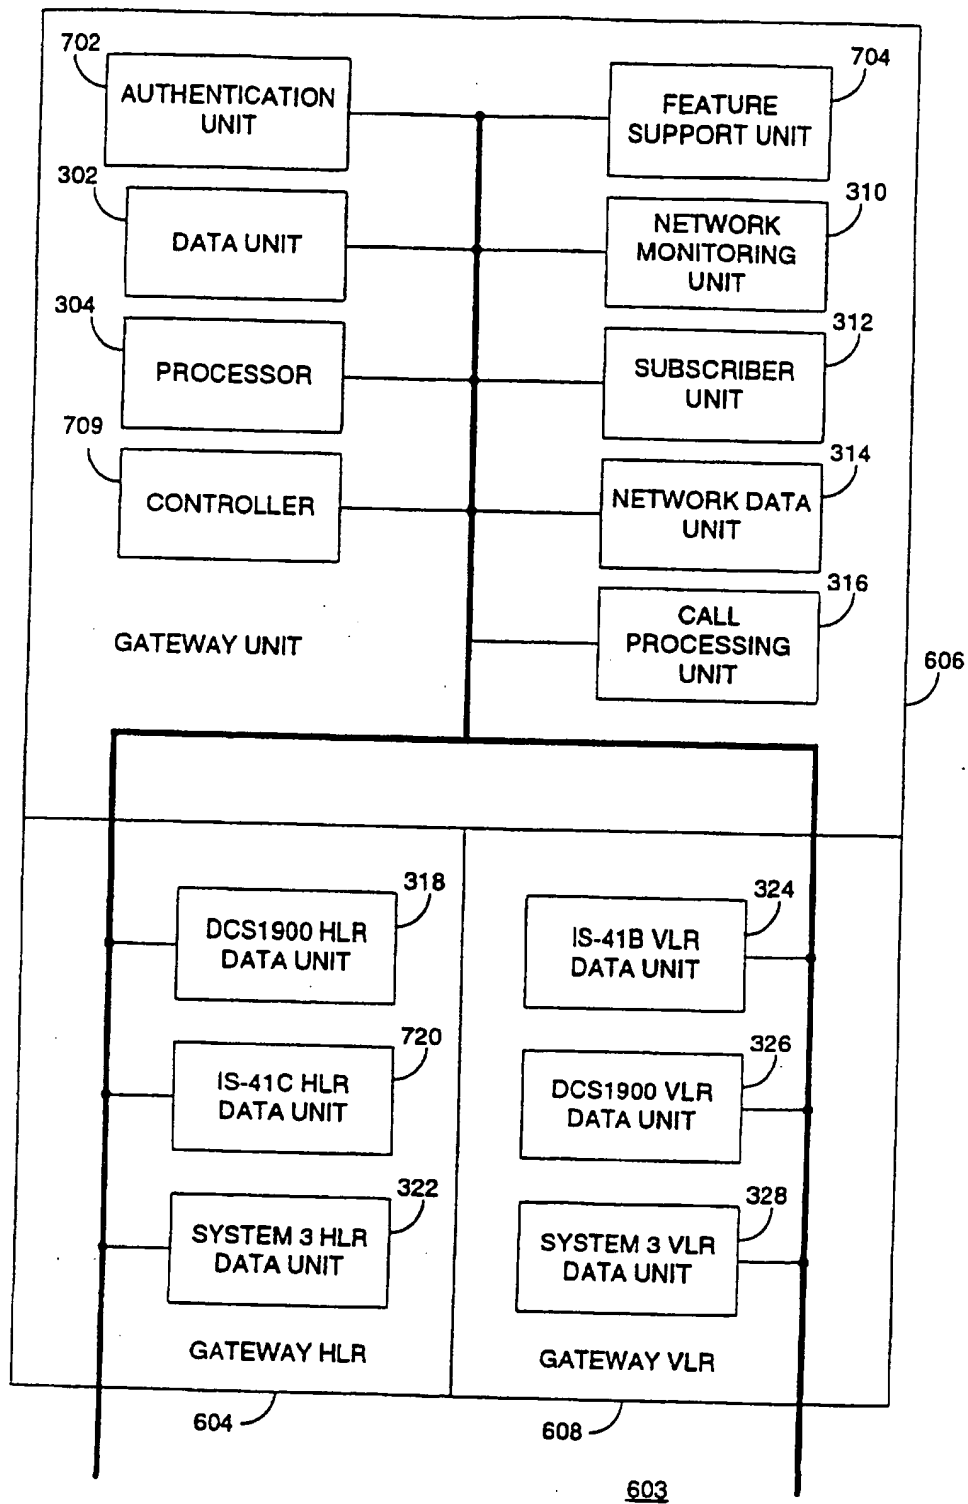 702
AUTHENTICATION
UNIT
704
FEATURE
SUPPORT UNIT
302
DATA UNIT
310
NETWORK
MONITORING
UNIT
304
PROCESSOR
312
SUBSCRIBER
UNIT
709
CONTROLLER
314
NETWORK DATA
UNIT
316
CALL
PROCESSING
UNIT
GATEWAY UNIT
606
318
DCS1900 HLR
DATA UNIT
324
IS-41B VLR
DATA UNIT
720
IS-41C HLR
DATA UNIT
326
DCS1900 VLR
DATA UNIT
322
SYSTEM 3 HLR
DATA UNIT
328
SYSTEM 3 VLR
DATA UNIT
GATEWAY HLR
GATEWAY VLR
604
608
603